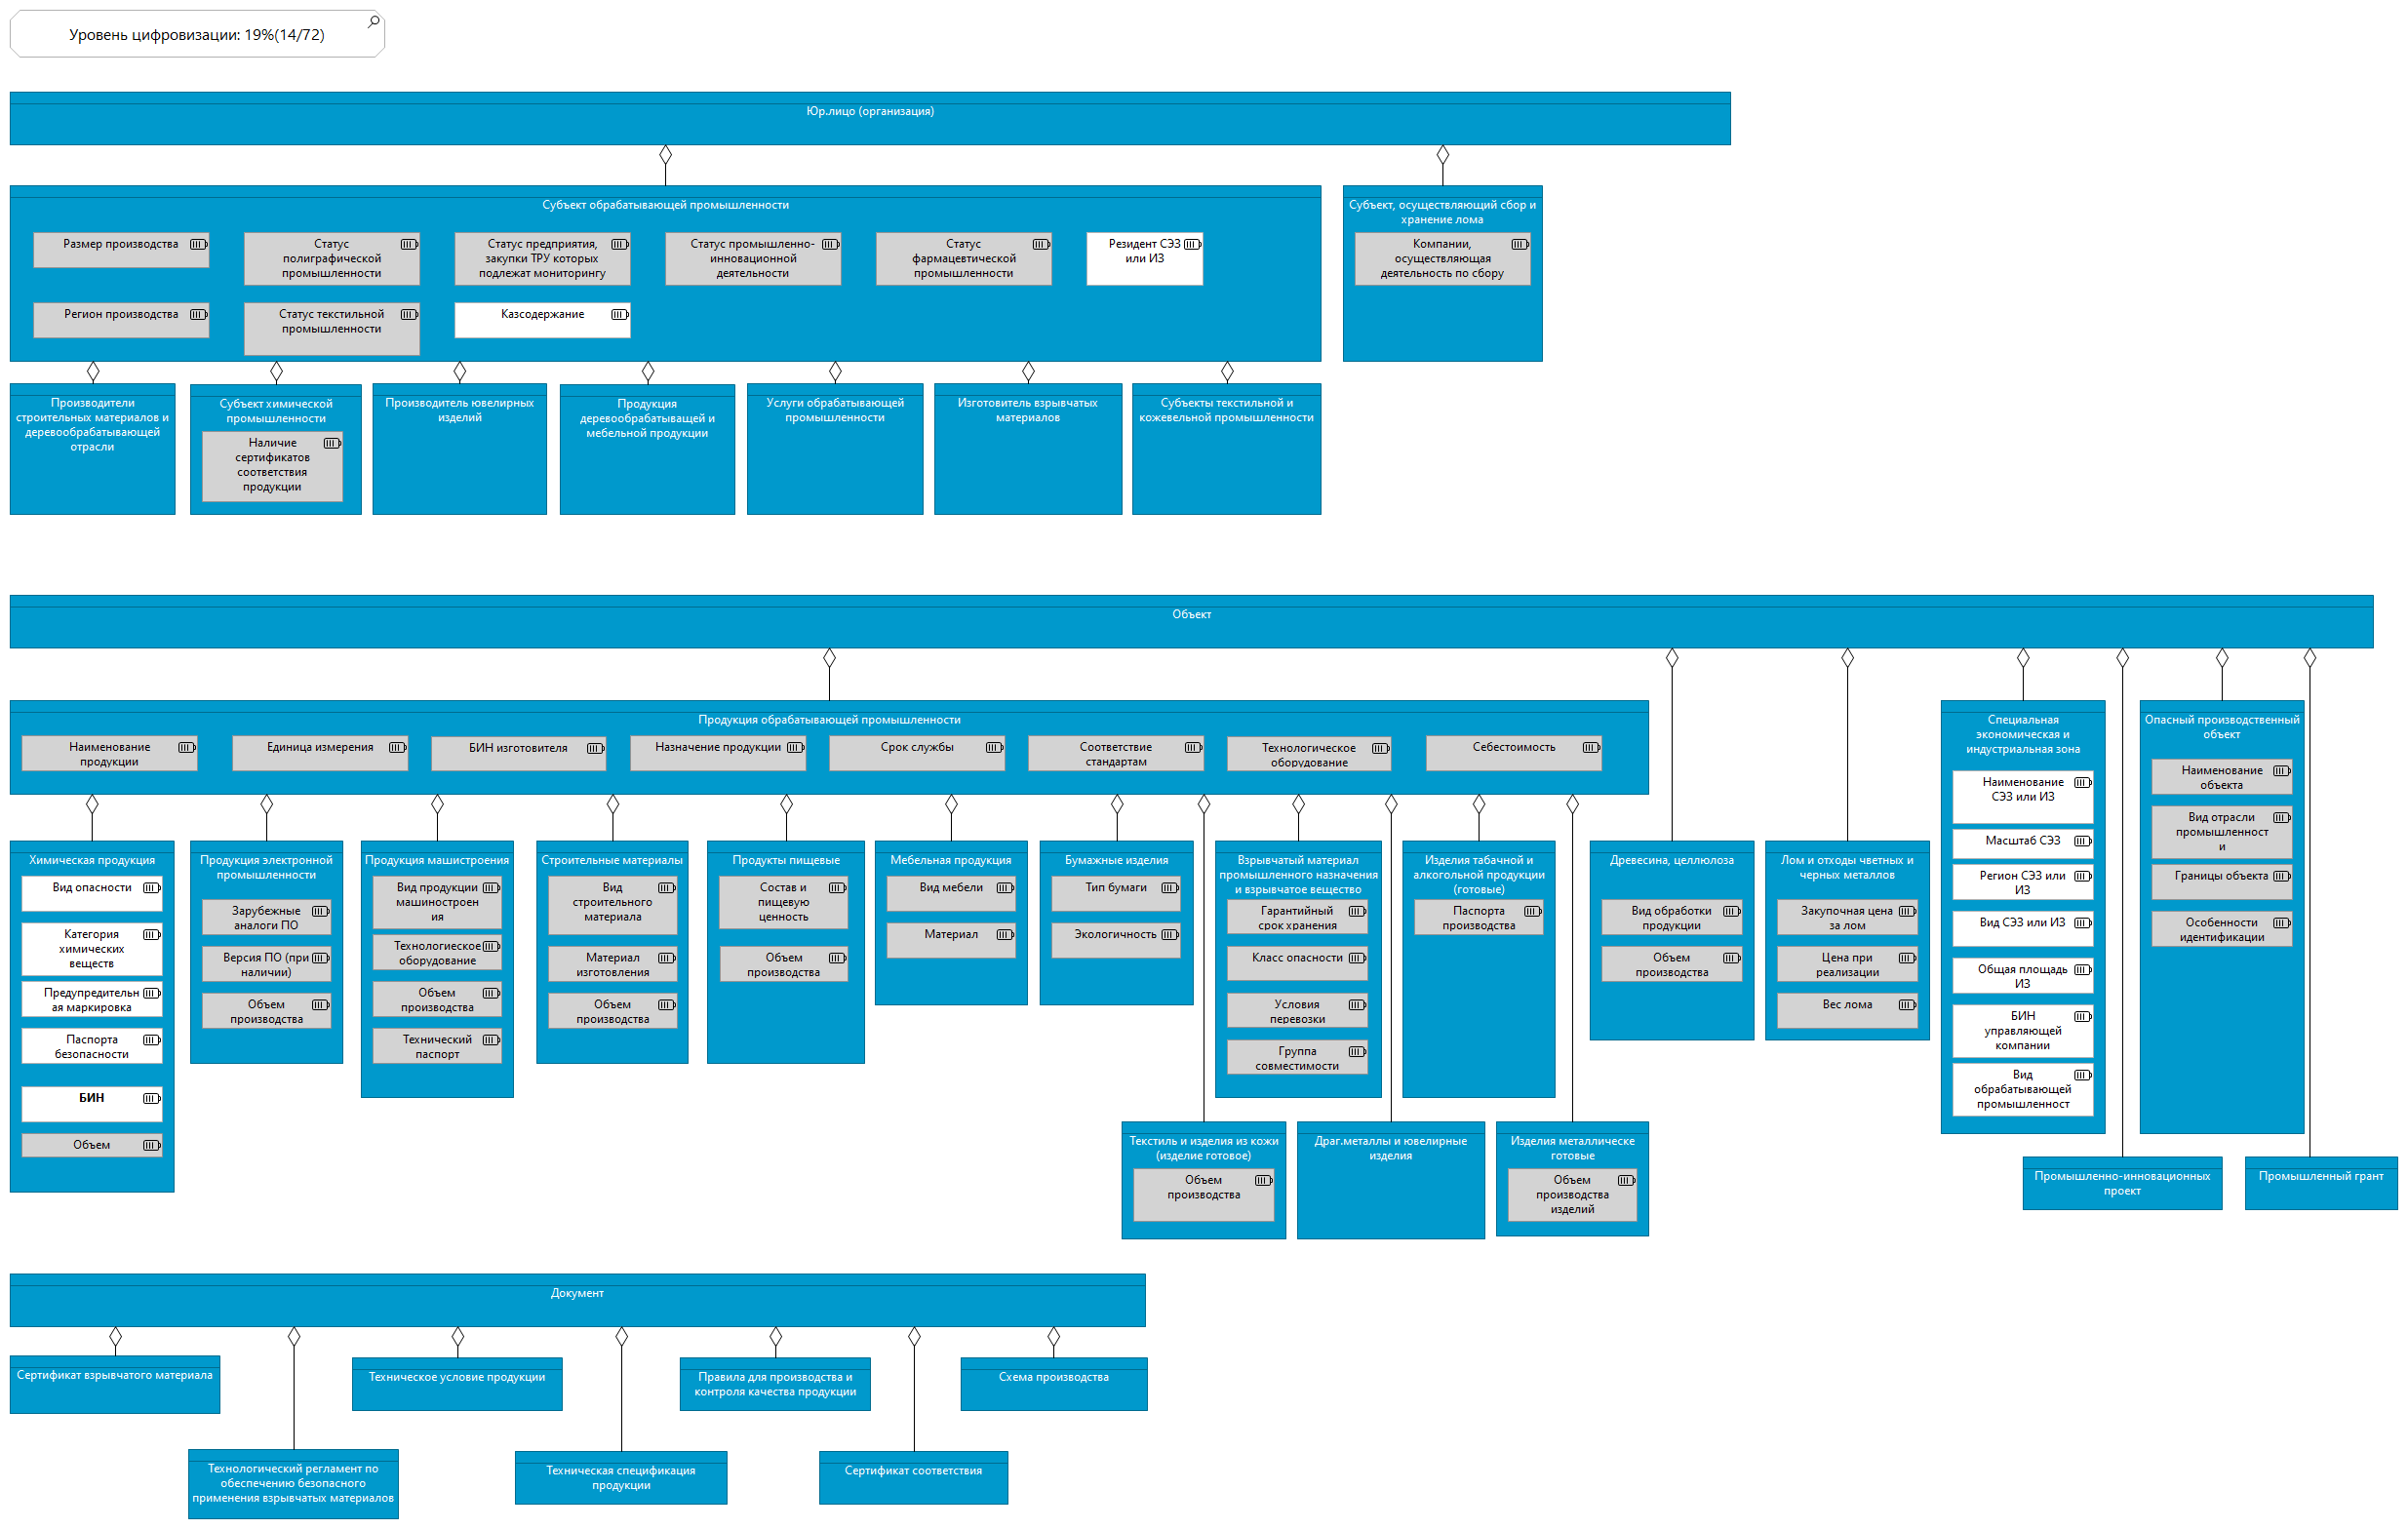 Уровень цифровизации: 19%(14/72)
Юр.лицо (организация)
Субъект обрабатывающей промышленности
Размер производства
Статус
полиграфической
промышленности
Статус предприятия,
закупки ТРУ которых
подлежат мониторингу
Статус промышленно-
инновационной
деятельности
Статус
фармацевтической
промышленности
Резидент СЭЗ
или ИЗ
Регион производства
Статус текстильной
промышленности
Казсодержание
Субъект, осуществляющий сбор и
хранение лома
Компании,
осуществляющая
деятельность по сбору
Производители
строительных материалов и
деревообрабатывающей
отрасли
Субъект химической
промышленности
Наличие
сертификатов
соответствия
продукции
Производитель ювелирных
изделий
Продукция
деревообрабатыващей и
мебельной продукции
Услуги обрабатывающей
промышленности
Изготовитель взрывчатых
материалов
Субъекты текстильной и
кожевельной промышленности
Объект
Продукция обрабатывающей промышленности
Наименование
продукции
Единица измерения
БИН изготовителя
Назначение продукции
Срок службы
Соответствие
стандартам
Технологическое
оборудование
Себестоимость
Химическая продукция
Вид опасности
Категория
химических
веществ
Предупредительн
ая маркировка
Паспорта
безопасности
БИН
Объем
Продукция электронной
промышленности
Зарубежные
аналоги ПО
Версия ПО (при
наличии)
Объем
производства
Продукция машистроения
Вид продукции
машиностроен
ия
Технологиеское
оборудование
Объем
производства
Технический
паспорт
Строительные материалы
Вид
строительного
материала
Материал
изготовления
Объем
производства
Продукты пищевые
Состав и
пищевую
ценность
Объем
производства
Мебельная продукция
Вид мебели
Материал
Бумажные изделия
Тип бумаги
Экологичность
Взрывчатый материал
промышленного назначения
и взрывчатое вещество
Гарантийный
срок хранения
Класс опасности
Условия
перевозки
Группа
совместимости
Изделия табачной и
алкогольной продукции
(готовые)
Паспорта
производства
Древесина, целлюлоза
Вид обработки
продукции
Объем
производства
Лом и отходы чветных и
черных металлов
Закупочная цена
за лом
Цена при
реализации
Вес лома
Специальная
экономическая и
индустриальная зона
Наименование
СЭЗ или ИЗ
Масштаб СЭЗ
Регион СЭЗ или
ИЗ
Вид СЭЗ или ИЗ
Общая площадь
ИЗ
БИН
управляющей
компании
Вид
обрабатывающей
промышленност
Опасный производственный
объект
Наименование
объекта
Вид отрасли
промышленност
и
Границы объекта
Особенности
идентификации
Текстиль и изделия из кожи
(изделие готовое)
Объем
производства
Драг.металлы и ювелирные
изделия
Изделия металлическе
готовые
Объем
производства
изделий
Промышленно-инновационных
проект
Промышленный грант
Документ
Сертификат взрывчатого материала
Техническое условие продукции
Правила для производства и
контроля качества продукции
Схема производства
Технологический регламент по
обеспечению безопасного
применения взрывчатых материалов
Техническая спецификация
продукции
Сертификат соответствия